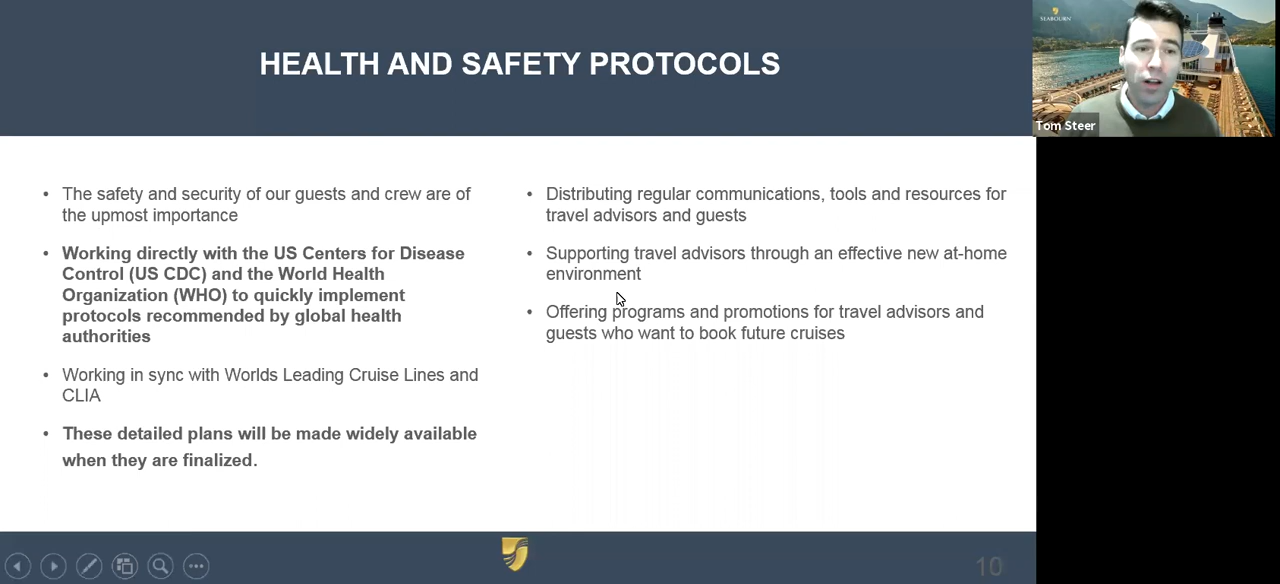 HEALTH AND SAFETY PROTOCOLS
SEABOURN
Tom Steer
• The safety and security of our guests and crew are of
the upmost importance
• Working directly with the US Centers for Disease
Control (US CDC) and the World Health
Organization (WHO) to quickly implement
protocols recommended by global health
authorities
• Working in sync with Worlds Leading Cruise Lines and
CLIA
• These detailed plans will be made widely available
when they are finalized.
• Distributing regular communications, tools and resources for
travel advisors and guests
• Supporting travel advisors through an effective new at-home
environment
• Offering programs and promotions for travel advisors and
guests who want to book future cruises
10